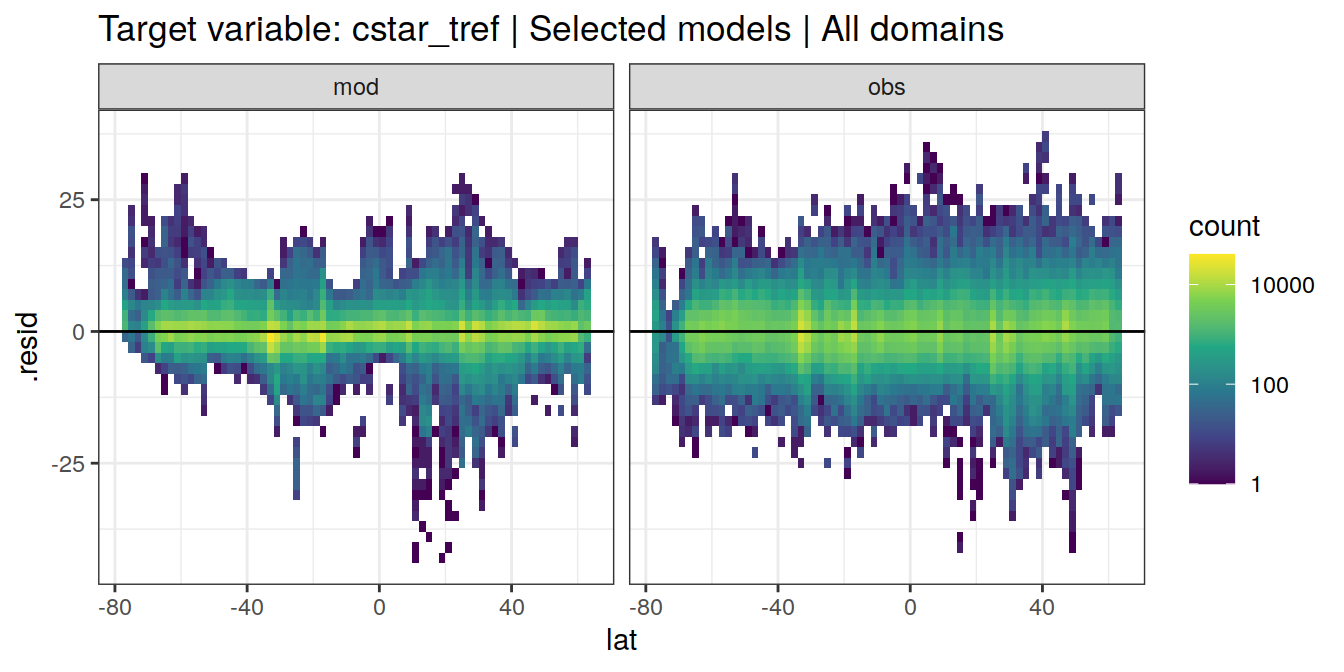 Target variable: cstar_tref | Selected models | All domains
mod
obs
.resid
25
0
-25
-80
-40
0
40
-80
-40
0
40
lat
count
10000
100
1